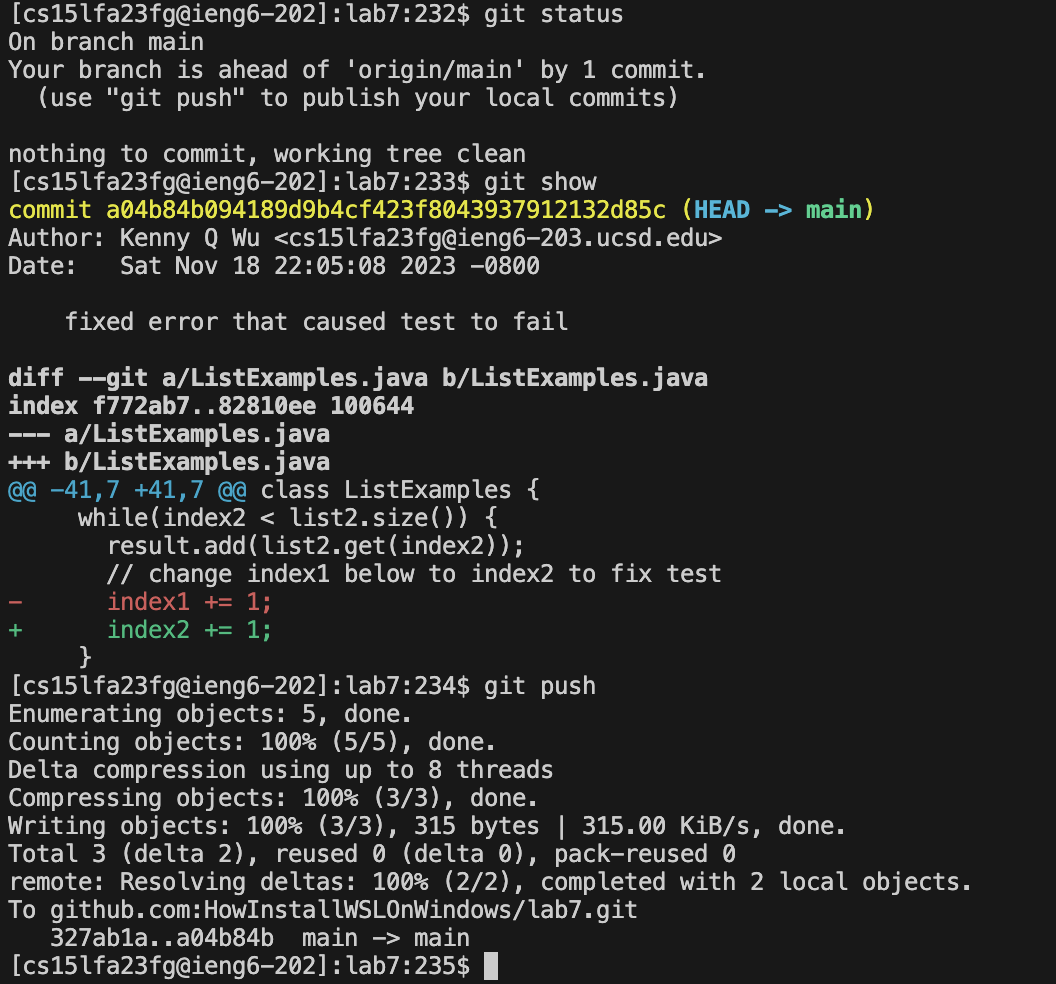 [cs15lfa23fg@ieng6-202]:lab7:232$ git status
On branch main
Your branch is ahead of 'origin/main' by 1 commit.
  (use "git push" to publish your local commits)

nothing to commit, working tree clean
[cs15lfa23fg@ieng6-202]:lab7:233$ git show
commit a04b84b094189d9b4cf423f8043937912132d85c (HEAD -> main)
Author: Kenny Q Wu <cs15lfa23fg@ieng6-203.ucsd.edu>
Date:   Sat Nov 18 22:05:08 2023 -0800

    fixed error that caused test to fail

diff --git a/ListExamples.java b/ListExamples.java
index f772ab7..82810ee 100644
--- a/ListExamples.java
+++ b/ListExamples.java
@@ -41,7 +41,7 @@ class ListExamples {
     while(index2 < list2.size()) {
       result.add(list2.get(index2));
       // change index1 below to index2 to fix test
-      index1 += 1;
+      index2 += 1;
     }
[cs15lfa23fg@ieng6-202]:lab7:234$ git push
Enumerating objects: 5, done.
Counting objects: 100% (5/5), done.
Delta compression using up to 8 threads
Compressing objects: 100% (3/3), done.
Writing objects: 100% (3/3), 315 bytes | 315.00 KiB/s, done.
Total 3 (delta 2), reused 0 (delta 0), pack-reused 0
remote: Resolving deltas: 100% (2/2), completed with 2 local objects.
To github.com:HowInstallWSLOnWindows/lab7.git
   327ab1a..a04b84b  main -> main
[cs15lfa23fg@ieng6-202]:lab7:235$